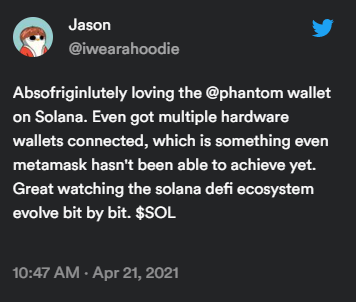 Jason
@iwearahoodie
Absofriginlutely loving the @phantom wallet
on Solana. Even got multiple hardware
wallets connected, which is something even
metamask hasn't been able to achieve yet.
Great watching the solana defi ecosystem
evolve bit by bit. $SOL
10:47 AM · Apr 21, 2021